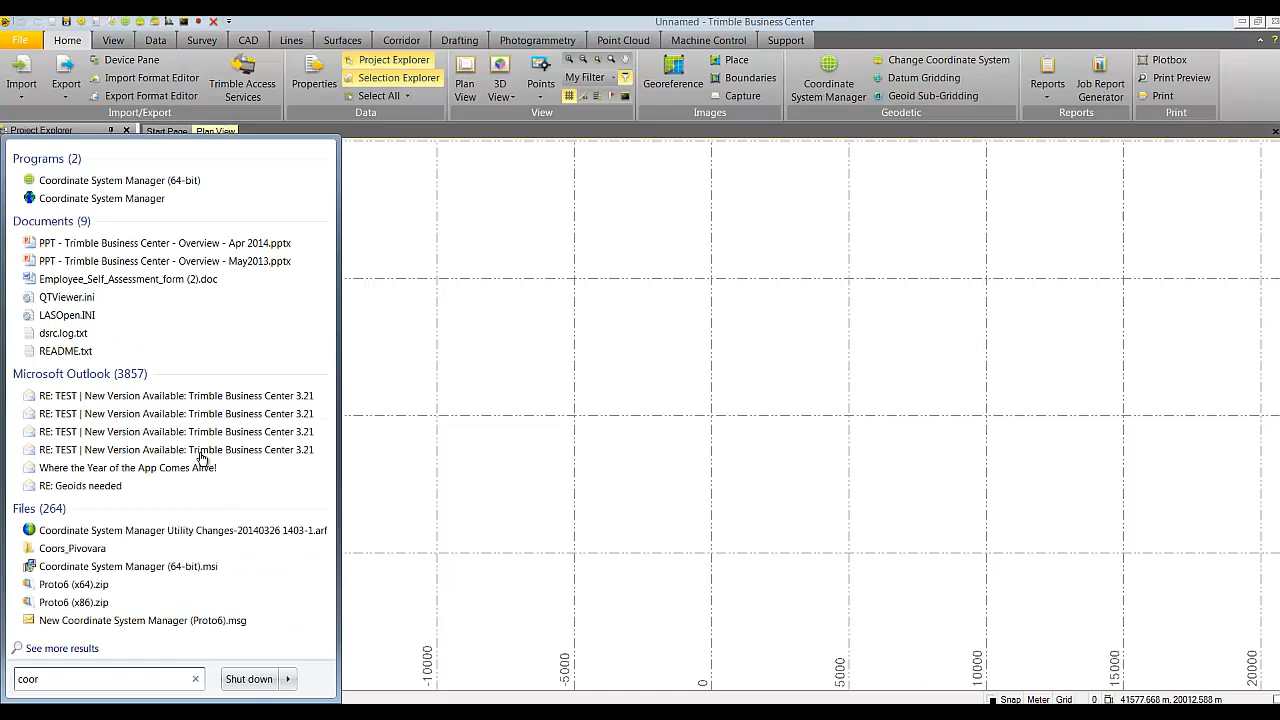 Unnamed - Trimble Business Center
File Home View Data Survey CAD Lines Surfaces Corridor Drafting Photogrammetry Point Cloud Machine Control Support
Import Export Device Pane Import Format Editor Export Format Editor Trimble Access Services
Import/Export
Properties Project Explorer Selection Explorer Select All
Data
Plan View 3D View Points My Filter
View
Georeference Place Boundaries Capture
Images
Coordinate System Manager Change Coordinate System Datum Gridding Geoid Sub-Gridding
Geodetic
Reports Job Report Generator
Reports
Plotbox Print Preview Print
Print
Project Explorer Start Page Plan View
Programs (2)
Coordinate System Manager (64-bit)
Coordinate System Manager
Documents (9)
PPT - Trimble Business Center - Overview - Apr 2014.pptx
PPT - Trimble Business Center - Overview - May2013.pptx
Employee_Self_Assessment_form (2).doc
QTViewer.ini
LASOpen.INI
dsrc.log.txt
README.txt
Microsoft Outlook (3857)
RE: TEST | New Version Available: Trimble Business Center 3.21
RE: TEST | New Version Available: Trimble Business Center 3.21
RE: TEST | New Version Available: Trimble Business Center 3.21
RE: TEST | New Version Available: Trimble Business Center 3.21
Where the Year of the App Comes Alive!
RE: Geoids needed
Files (264)
Coordinate System Manager Utility Changes-20140326 1403-1.arf
Coors_Pivovara
Coordinate System Manager (64-bit).msi
Proto6 (x64).zip
Proto6 (x86).zip
New Coordinate System Manager (Proto6).msg
See more results
coor
Shut down
-10000 -5000 0 5000 10000 15000 20000
Snap Meter Grid 0 41577.668 m, 20012.588 m